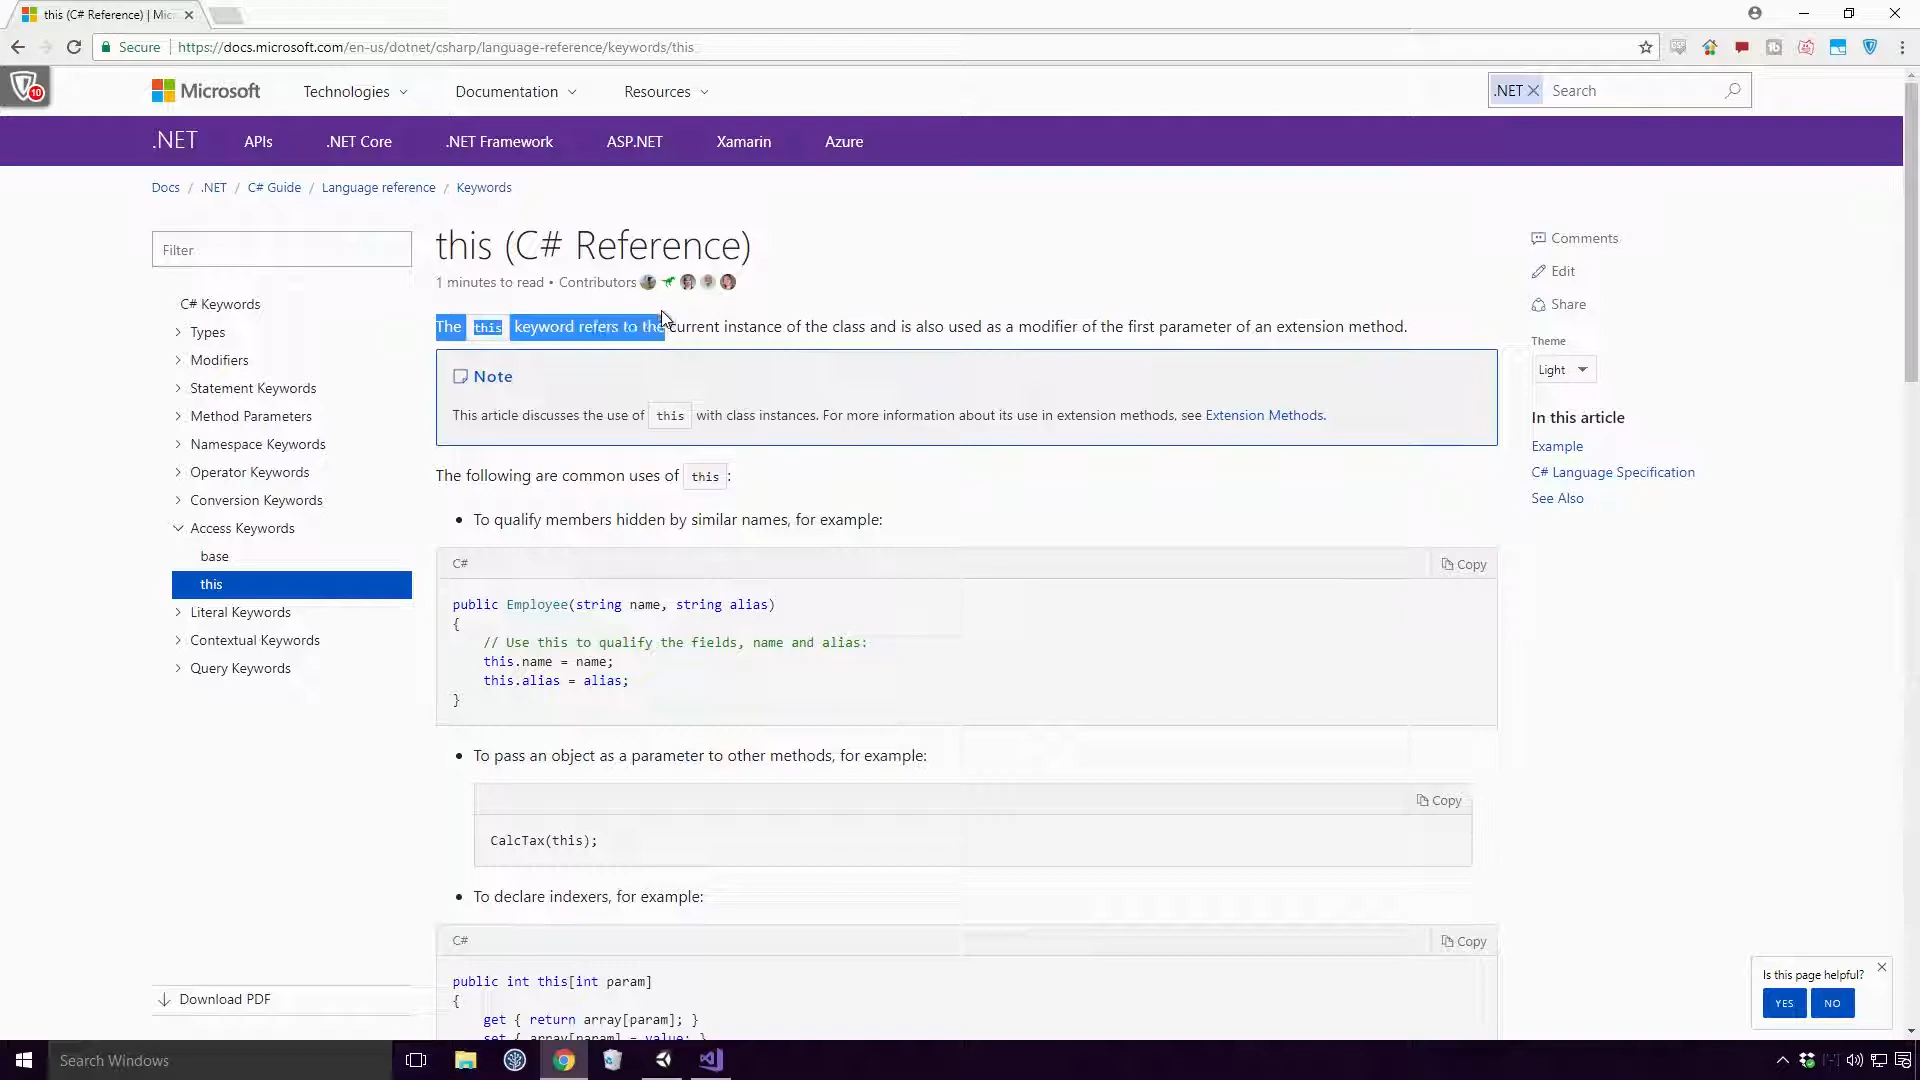 this (C# Reference) | Mic
Secure
https://docs.microsoft.com/en-us/dotnet/csharp/language-reference/keywords/this
10
Microsoft
Technologies
Documentation
Resources
.NET
Search
.NET
APIs
.NET Core
.NET Framework
ASP.NET
Xamarin
Azure
Docs / .NET / C# Guide / Language reference / Keywords
Filter
C# Keywords
Types
Modifiers
Statement Keywords
Method Parameters
Namespace Keywords
Operator Keywords
Conversion Keywords
Access Keywords
base
this
Literal Keywords
Contextual Keywords
Query Keywords
Download PDF
this (C# Reference)
1 minutes to read • Contributors
The this keyword refers to the current instance of the class and is also used as a modifier of the first parameter of an extension method.
Note
This article discusses the use of this with class instances. For more information about its use in extension methods, see Extension Methods.
The following are common uses of this :
• To qualify members hidden by similar names, for example:
C#
Copy
public Employee(string name, string alias)
{
// Use this to qualify the fields, name and alias:
this.name = name;
this.alias = alias;
}
• To pass an object as a parameter to other methods, for example:
Copy
CalcTax(this);
• To declare indexers, for example:
C#
Copy
public int this[int param]
{
get { return array[param]; }
set { array[param] = value; }
Comments
Edit
Share
Theme
Light
In this article
Example
C# Language Specification
See Also
Is this page helpful?
YES
NO
Search Windows